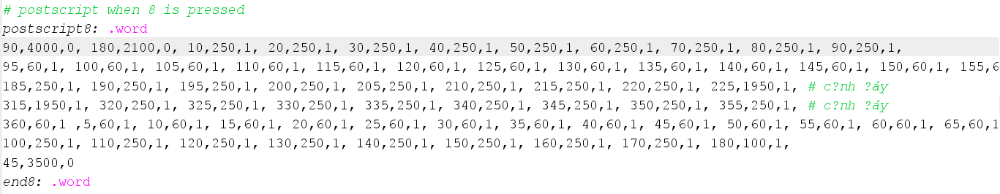 # postscript when 8 is pressed
postscript8: .word
90,4000,0, 180,2100,0, 10,250,1, 20,250,1, 30,250,1, 40,250,1, 50,250,1, 60,250,1, 70,250,1, 80,250,1, 90,250,1,
95,60,1, 100,60,1, 105,60,1, 110,60,1, 115,60,1, 120,60,1, 125,60,1, 130,60,1, 135,60,1, 140,60,1, 145,60,1, 150,60,1, 155,6
185,250,1, 190,250,1, 195,250,1, 200,250,1, 205,250,1, 210,250,1, 215,250,1, 220,250,1, 225,1950,1, # c?nh ?áy
315,1950,1, 320,250,1, 325,250,1, 330,250,1, 335,250,1, 340,250,1, 345,250,1, 350,250,1, 355,250,1, # c?nh ?áy
360,60,1 ,5,60,1, 10,60,1, 15,60,1, 20,60,1, 25,60,1, 30,60,1, 35,60,1, 40,60,1, 45,60,1, 50,60,1, 55,60,1, 60,60,1, 65,60,1
100,250,1, 110,250,1, 120,250,1, 130,250,1, 140,250,1, 150,250,1, 160,250,1, 170,250,1, 180,100,1,
45,3500,0
end8: .word